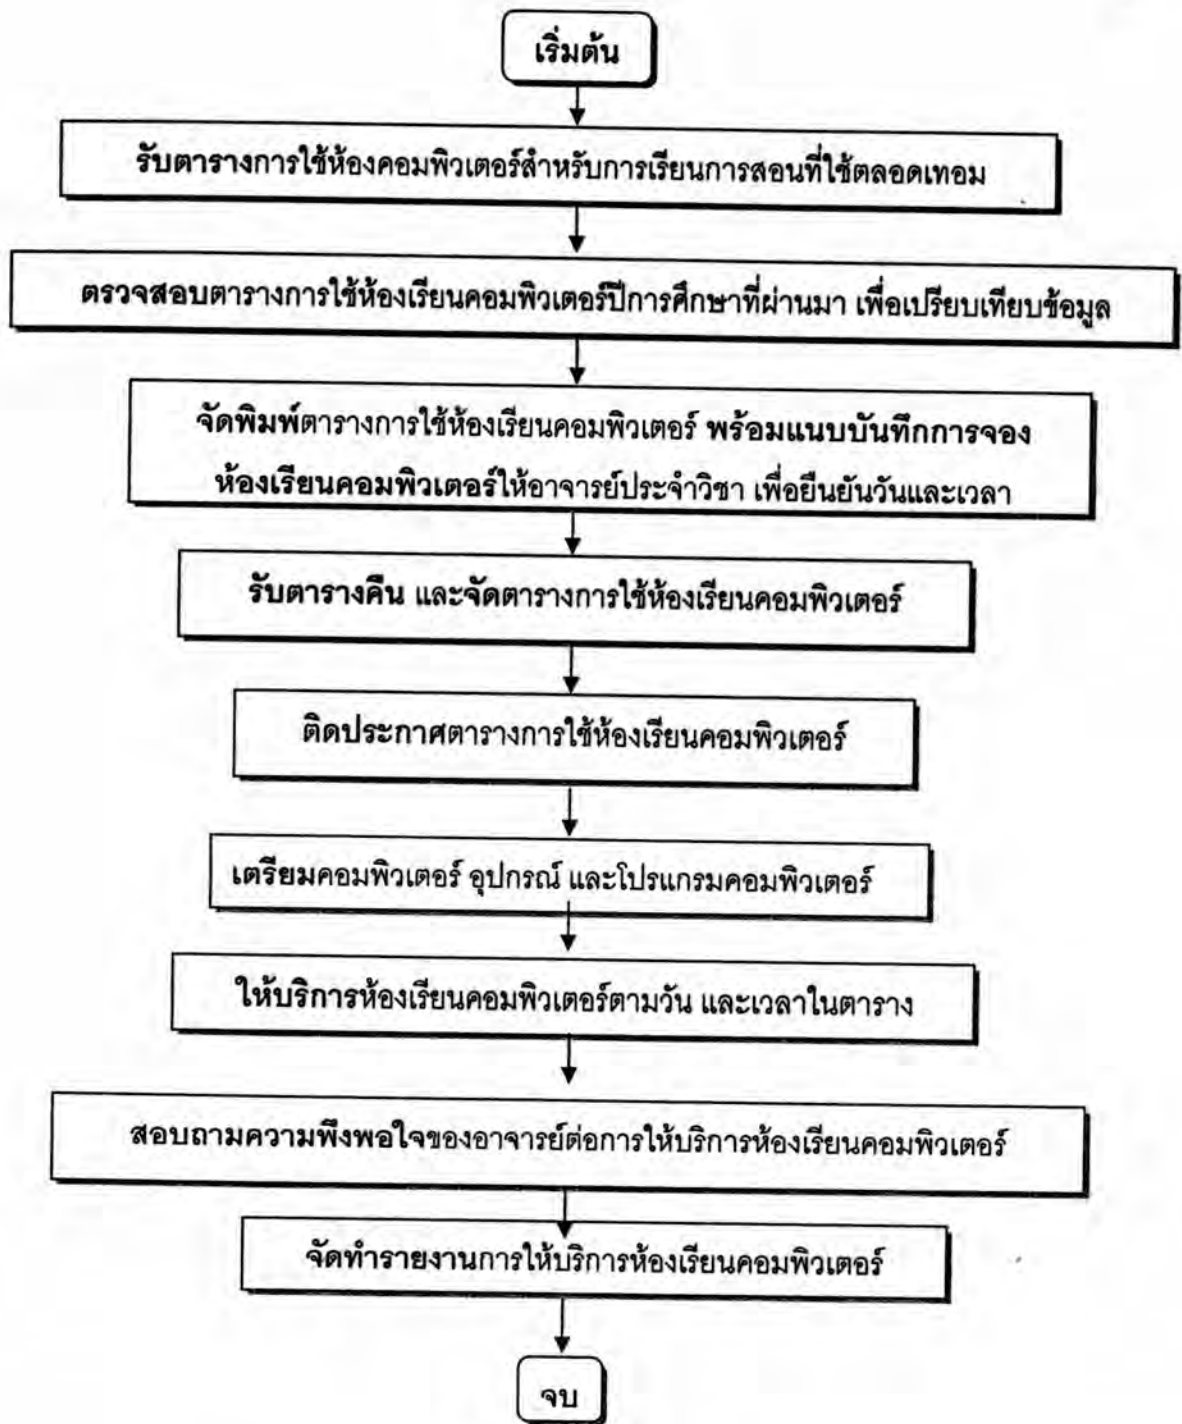 เริ่มต้น
รับตารางการใช้ห้องคอมพิวเตอร์สำหรับการเรียนการสอนที่ใช้ตลอดเทอม
ตรวจสอบตารางการใช้ห้องเรียนคอมพิวเตอร์ปีการศึกษาที่ผ่านมา เพื่อเปรียบเทียบข้อมูล
จัดพิมพ์ตารางการใช้ห้องเรียนคอมพิวเตอร์ พร้อมแนบบันทึกการจอง
ห้องเรียนคอมพิวเตอร์ให้อาจารย์ประจำวิชา เพื่อยืนยันวันและเวลา
รับตารางคืน และจัดตารางการใช้ห้องเรียนคอมพิวเตอร์
ติดประกาศตารางการใช้ห้องเรียนคอมพิวเตอร์
เตรียมคอมพิวเตอร์ อุปกรณ์ และโปรแกรมคอมพิวเตอร์
ให้บริการห้องเรียนคอมพิวเตอร์ตามวัน และเวลาในตาราง
สอบถามความพึงพอใจของอาจารย์ต่อการให้บริการห้องเรียนคอมพิวเตอร์
จัดทำรายงานการให้บริการห้องเรียนคอมพิวเตอร์
จบ